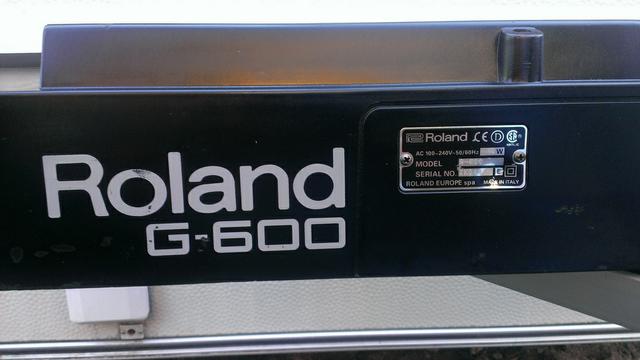 Roland
G-600
Roland
AC 100-240V~50/60Hz W
MODEL
SERIAL NO.
ROLAND EUROPE spa MADE IN ITALY